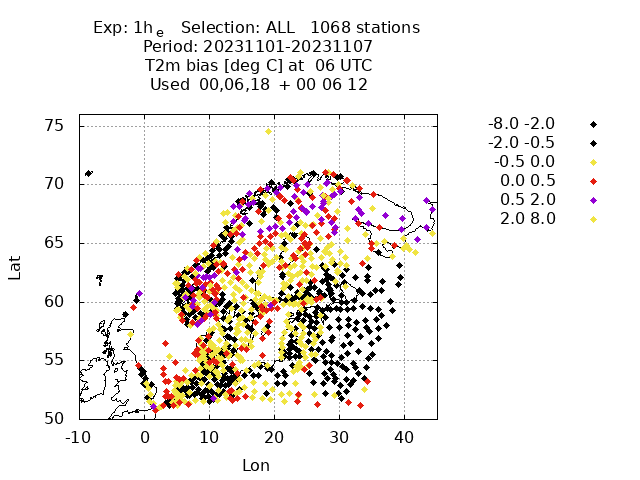 Exp: 1h e Selection: ALL 1068 stations
Period: 20231101-20231107
T2m bias [deg C] at 06 UTC
Used 00,06,18 + 00 06 12
-8.0 -2.0
-2.0 -0.5
-0.5 0.0
0.0 0.5
0.5 2.0
2.0 8.0
75
70
65
60
55
50
Lat
-10 0 10 20 30 40
Lon